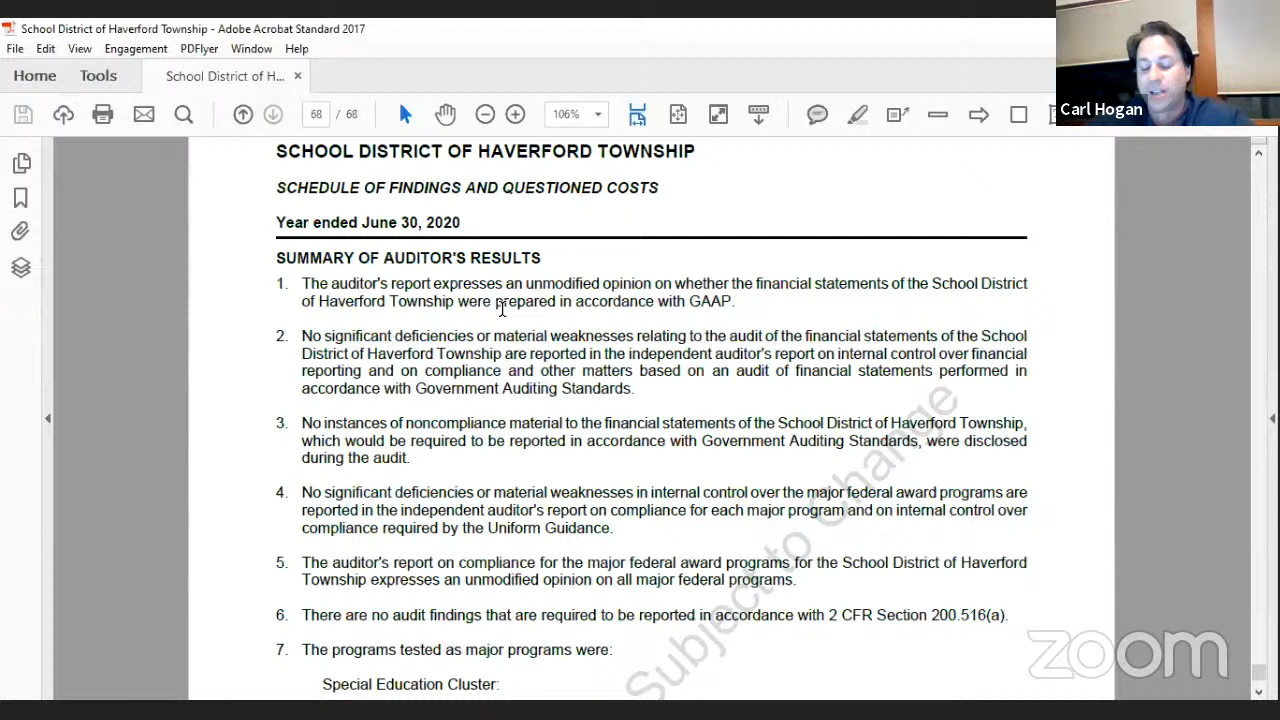 School District of Haverford Township - Adobe Acrobat Standard 2017
File Edit View Engagement PDFlyer Window Help
Home Tools School District of H... ×
68 / 68 106%
Carl Hogan
SCHOOL DISTRICT OF HAVERFORD TOWNSHIP
SCHEDULE OF FINDINGS AND QUESTIONED COSTS
Year ended June 30, 2020
SUMMARY OF AUDITOR'S RESULTS
1. The auditor's report expresses an unmodified opinion on whether the financial statements of the School District
of Haverford Township were prepared in accordance with GAAP.
2. No significant deficiencies or material weaknesses relating to the audit of the financial statements of the School
District of Haverford Township are reported in the independent auditor's report on internal control over financial
reporting and on compliance and other matters based on an audit of financial statements performed in
accordance with Government Auditing Standards.
3. No instances of noncompliance material to the financial statements of the School District of Haverford Township,
which would be required to be reported in accordance with Government Auditing Standards, were disclosed
during the audit.
4. No significant deficiencies or material weaknesses in internal control over the major federal award programs are
reported in the independent auditor's report on compliance for each major program and on internal control over
compliance required by the Uniform Guidance.
5. The auditor's report on compliance for the major federal award programs for the School District of Haverford
Township expresses an unmodified opinion on all major federal programs.
6. There are no audit findings that are required to be reported in accordance with 2 CFR Section 200.516(a).
7. The programs tested as major programs were:
Special Education Cluster:
Subject to Change
zoom